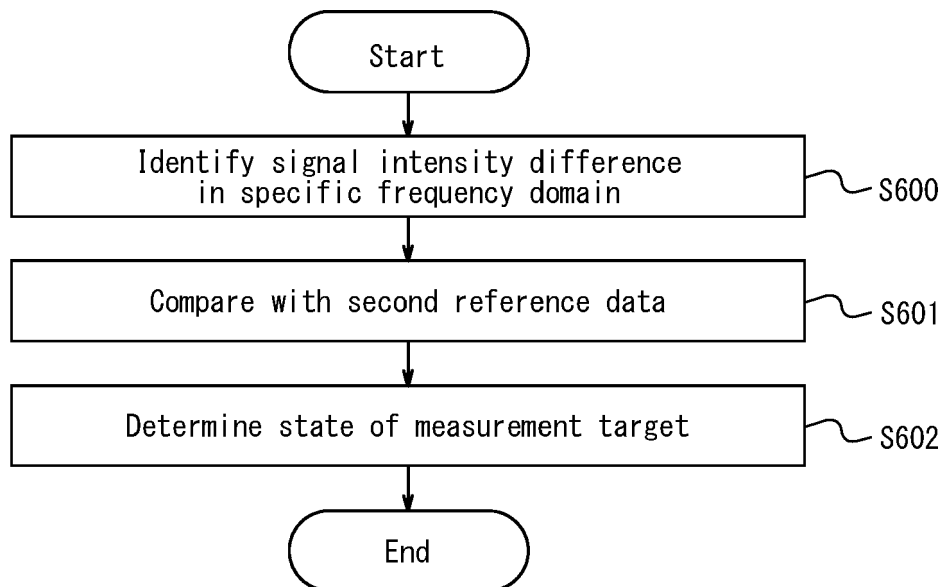 Start
Identify signal intensity difference
in specific frequency domain
S600
Compare with second reference data
S601
Determine state of measurement target
S602
End